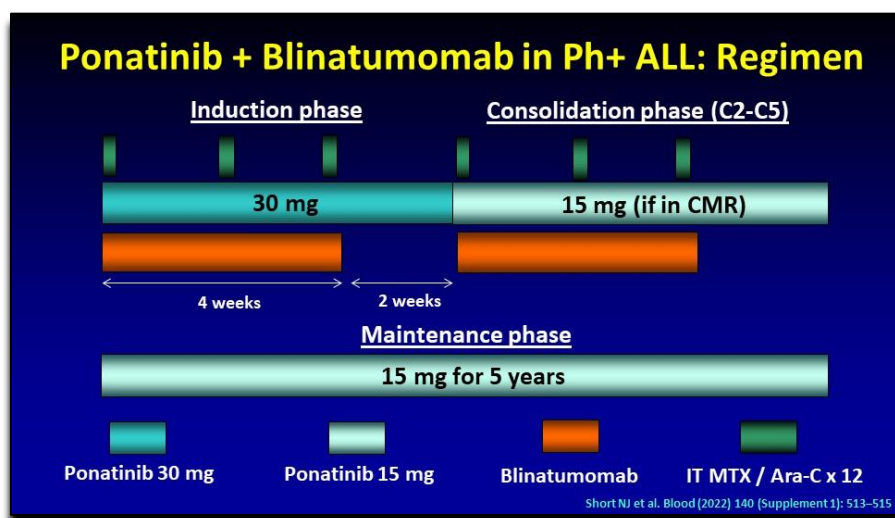 Ponatinib + Blinatumomab in Ph+ ALL: Regimen
Induction phase
Consolidation phase (C2-C5)
30 mg
15 mg (if in CMR)
4 weeks
2 weeks
Maintenance phase
15 mg for 5 years
Ponatinib 30 mg
Ponatinib 15 mg
Blinatumomab
IT MTX / Ara-C x 12
Short NJ et al. Blood (2022) 140 (Supplement 1): 513–515